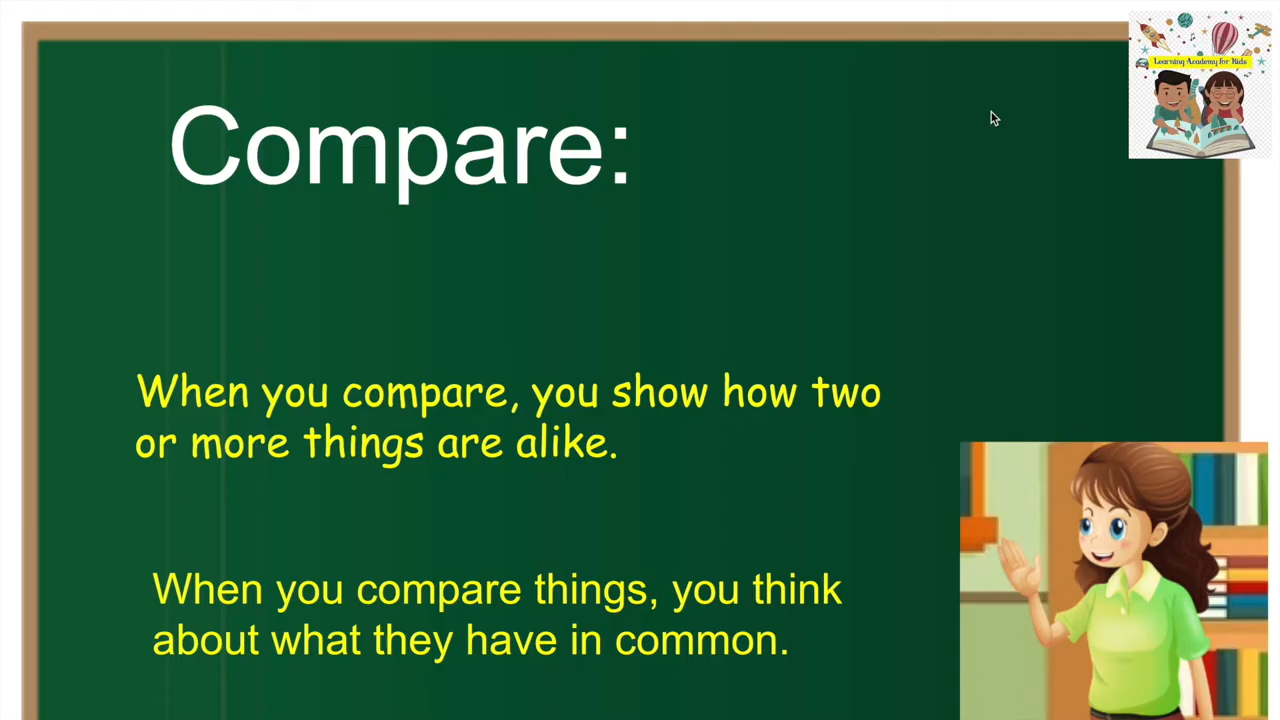 Learning Academy for Kids
Compare:
When you compare, you show how two
or more things are alike.
When you compare things, you think
about what they have in common.